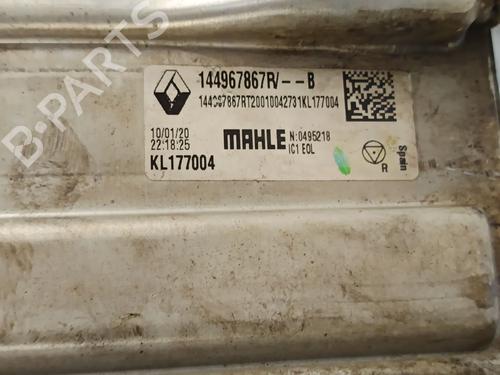 144967867R/--B
144967867RT20010042731KL177004
10/01/20
22:18:25
MAHLE
N:0495218
IC1 EOL
KL177004
Spain
R
B-PARTS